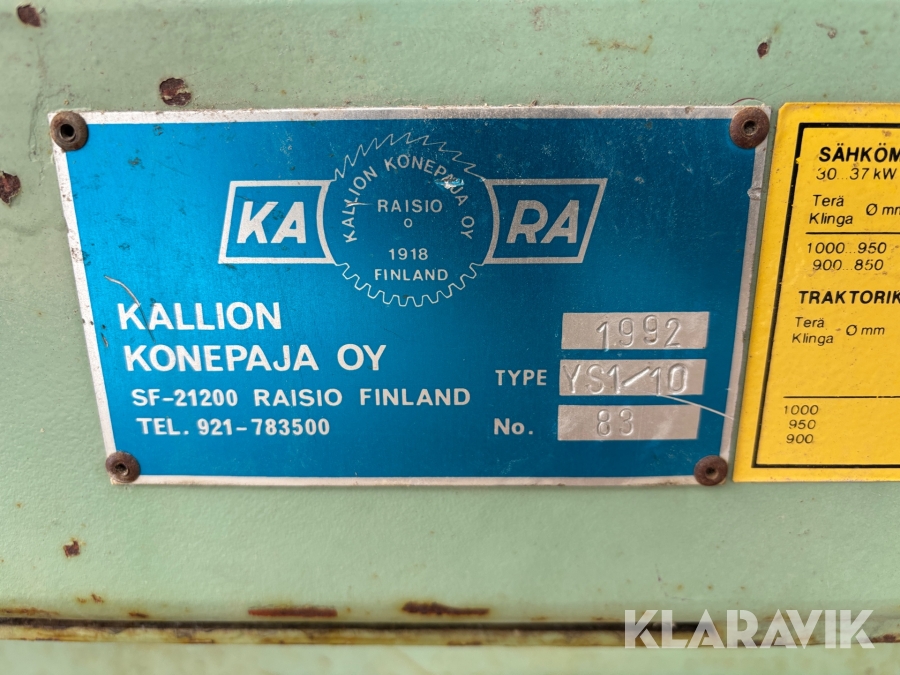 KA RA
KALLION KONEPAJA OY
RAISIO
1918
FINLAND
KALLION
KONEPAJA OY
SF-21200 RAISIO FINLAND
TEL. 921-783500
1992
TYPE YS1/10
No. 83
SÄHKÖM
30...37 kW
Terä
Klinga Ø mm
1000...950
900...850
TRAKTORIK
Terä
Klinga Ø mm
1000
950
900
KLARAVIK